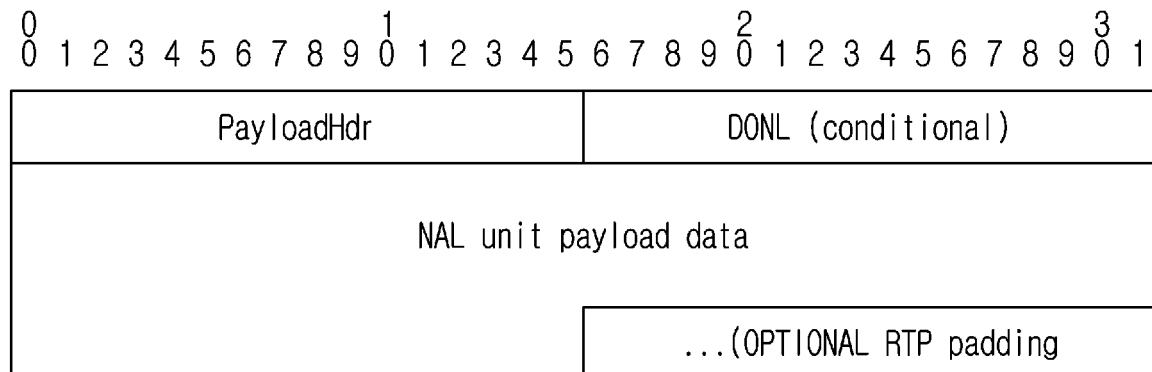 0 1 2 3
0 1 2 3 4 5 6 7 8 9 0 1 2 3 4 5 6 7 8 9 0 1 2 3 4 5 6 7 8 9 0 1
PayloadHdr DONL (conditional)
NAL unit payload data
...(OPTIONAL RTP padding